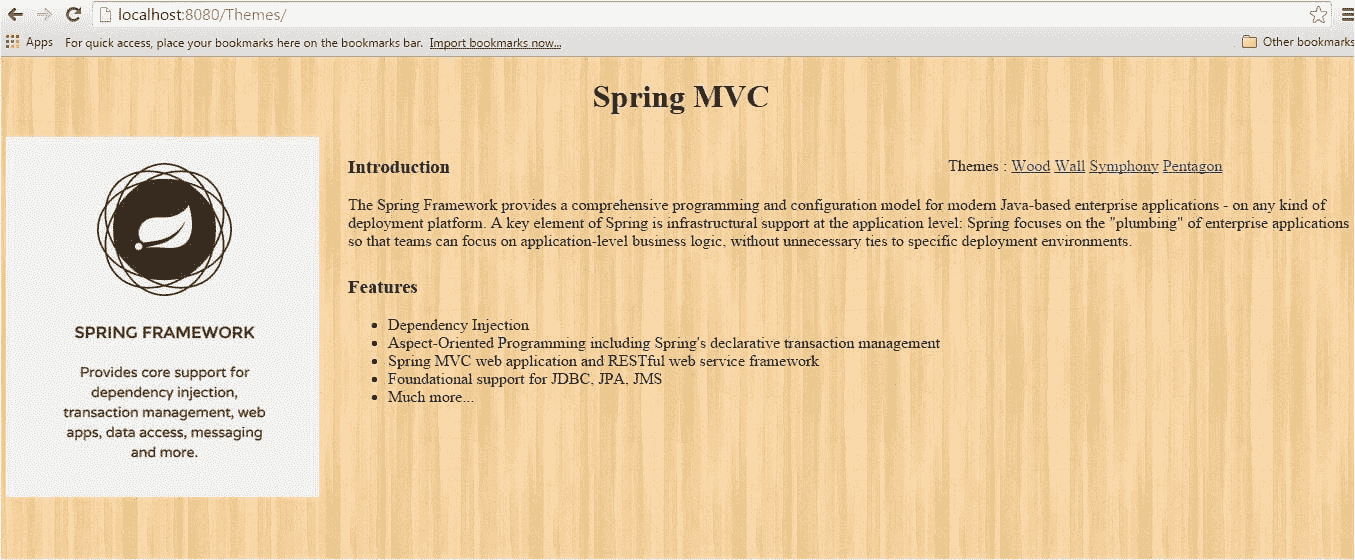 localhost:8080/Themes/
Apps For quick access, place your bookmarks here on the bookmarks bar. Import bookmarks now... Other bookmarks
Spring MVC
SPRING FRAMEWORK
Provides core support for
dependency injection,
transaction management, web
apps, data access, messaging
and more.
Introduction
Themes : Wood Wall Symphony Pentagon
The Spring Framework provides a comprehensive programming and configuration model for modern Java-based enterprise applications - on any kind of
deployment platform. A key element of Spring is infrastructural support at the application level: Spring focuses on the "plumbing" of enterprise applications
so that teams can focus on application-level business logic, without unnecessary ties to specific deployment environments.
Features
• Dependency Injection
• Aspect-Oriented Programming including Spring's declarative transaction management
• Spring MVC web application and RESTful web service framework
• Foundational support for JDBC, JPA, JMS
• Much more...